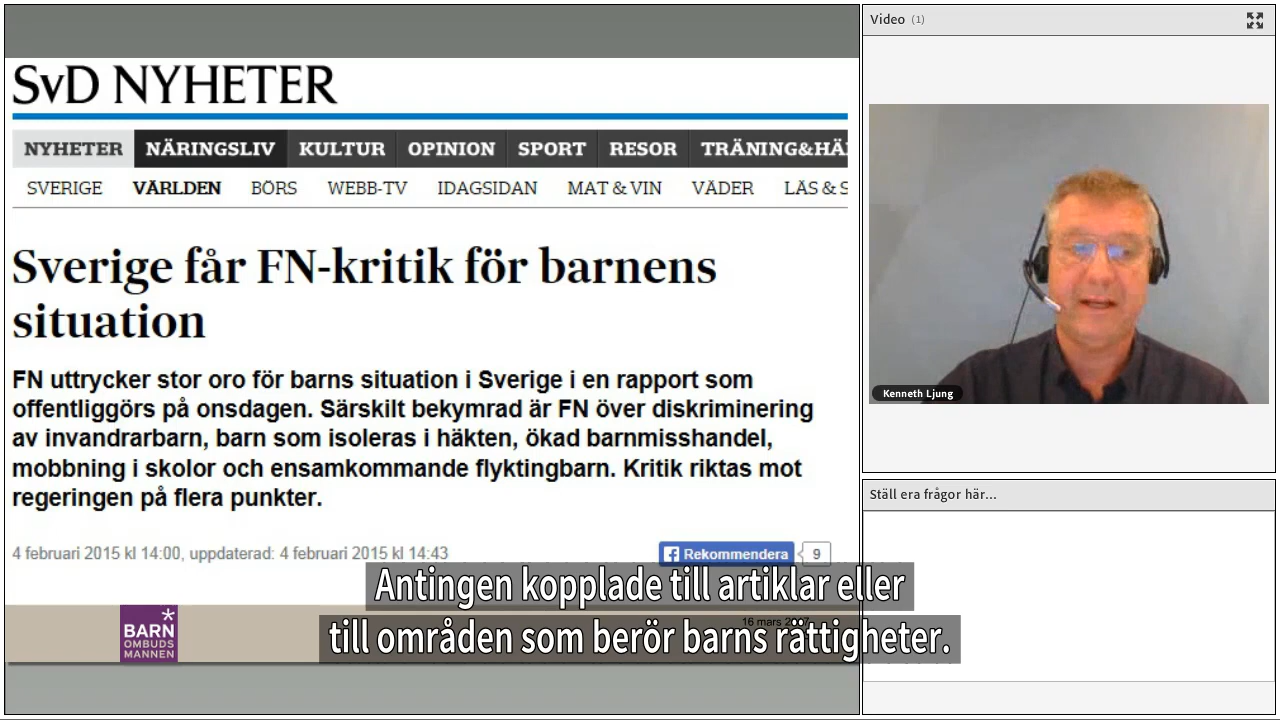 SvD NYHETER
NYHETER NÄRINGSLIV KULTUR OPINION SPORT RESOR
SVERIGE VÄRLDEN BÖRS WEBB-TV IDAGSIDAN MAT & VIN VÄDER LÄS & S
Sverige får FN-kritik för barnens
situation
FN uttrycker stor oro för barns situation i Sverige i en rapport som
offentliggörs på onsdagen. Särskilt bekymrad är FN över diskriminering
av invandrarbarn, barn som isoleras i häkten, ökad barnmisshandel,
mobbning i skolor och ensamkommande flyktingbarn. Kritik riktas mot
regeringen på flera punkter.
4 februari 2015 kl 14:00, uppdaterad: 4 februari 2015 kl 14:43
Rekommendera 9
BARN
OMBUDS
MANNEN
16 mars
Antingen kopplade till artiklar eller
till områden som berör barns rättigheter.
Video (1)
Kenneth Ljung
Ställ era frågor här...